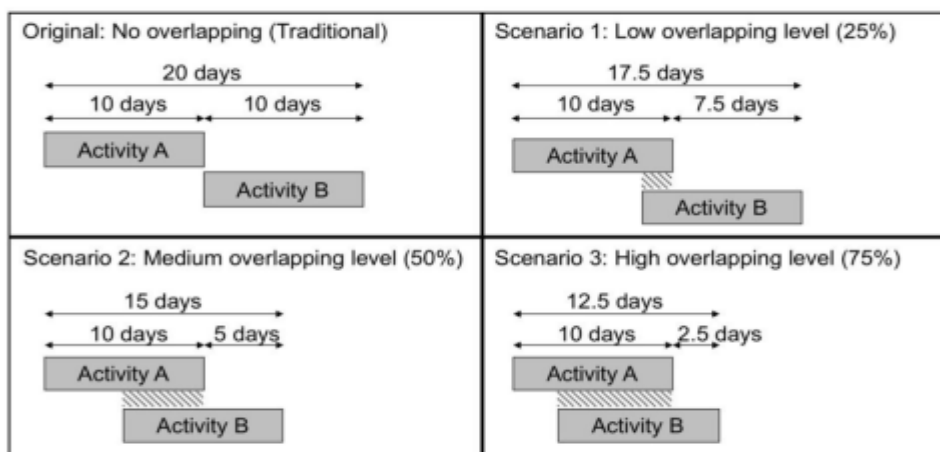 Original: No overlapping (Traditional)
20 days
10 days
10 days
Activity A
Activity B
Scenario 1: Low overlapping level (25%)
17.5 days
10 days
7.5 days
Activity A
Activity B
Scenario 2: Medium overlapping level (50%)
15 days
10 days
5 days
Activity A
Activity B
Scenario 3: High overlapping level (75%)
12.5 days
10 days
2.5 days
Activity A
Activity B